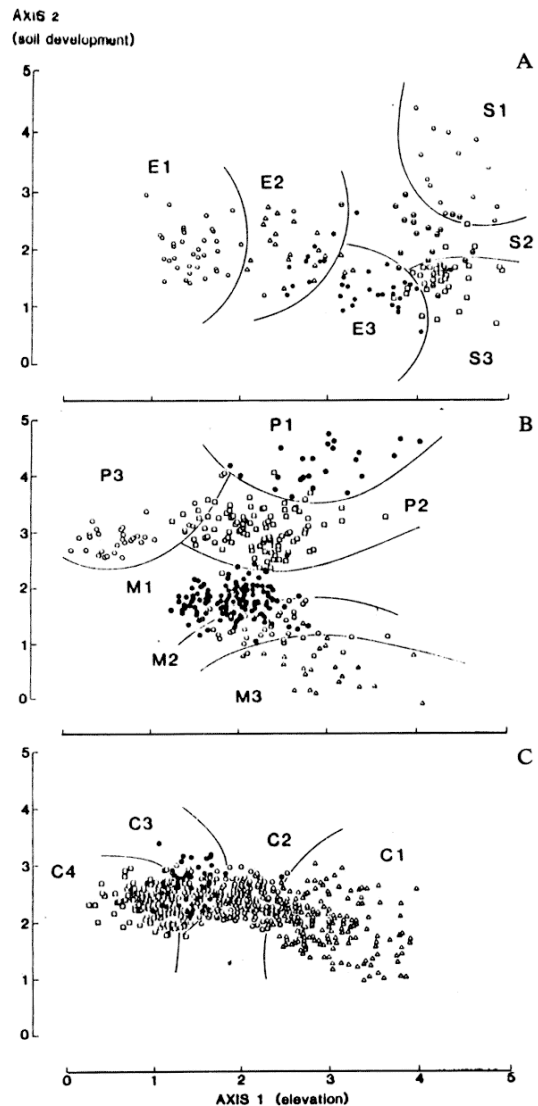 AXIS 2
(soil development)
A
5
S1
4
E1
E2
3
S2
2
1
E3
S3
0
B
5
P1
4
P3
P2
3
M1
2
1
M2
M3
0
C
5
4
C3
C2
C1
3
C4
2
1
0
0 1 2 3 4 5
AXIS 1 (elevation)